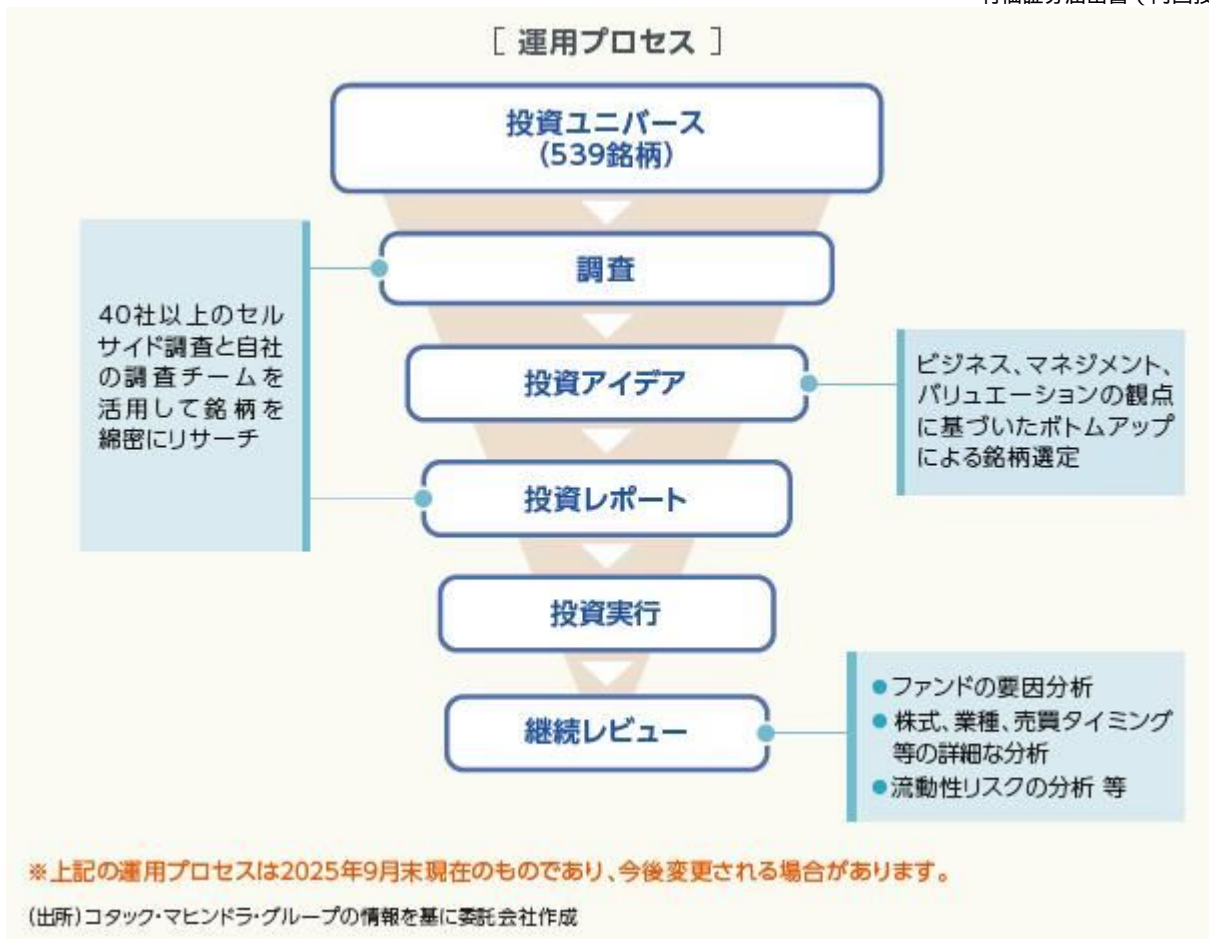 [ 運用プロセス ]
投資ユニバース
(539銘柄)
調査
40社以上のセル
サイド調査と自社
の調査チームを
活用して銘柄を
綿密にリサーチ
投資アイデア
ビジネス、マネジメント、
バリュエーションの観点
に基づいたボトムアップ
による銘柄選定
投資レポート
投資実行
継続レビュー
●ファンドの要因分析
●株式、業種、売買タイミング
等の詳細な分析
●流動性リスクの分析 等
※上記の運用プロセスは2025年9月末現在のものであり、今後変更される場合があります。
(出所)コタック・マヒンドラ・グループの情報を基に委託会社作成